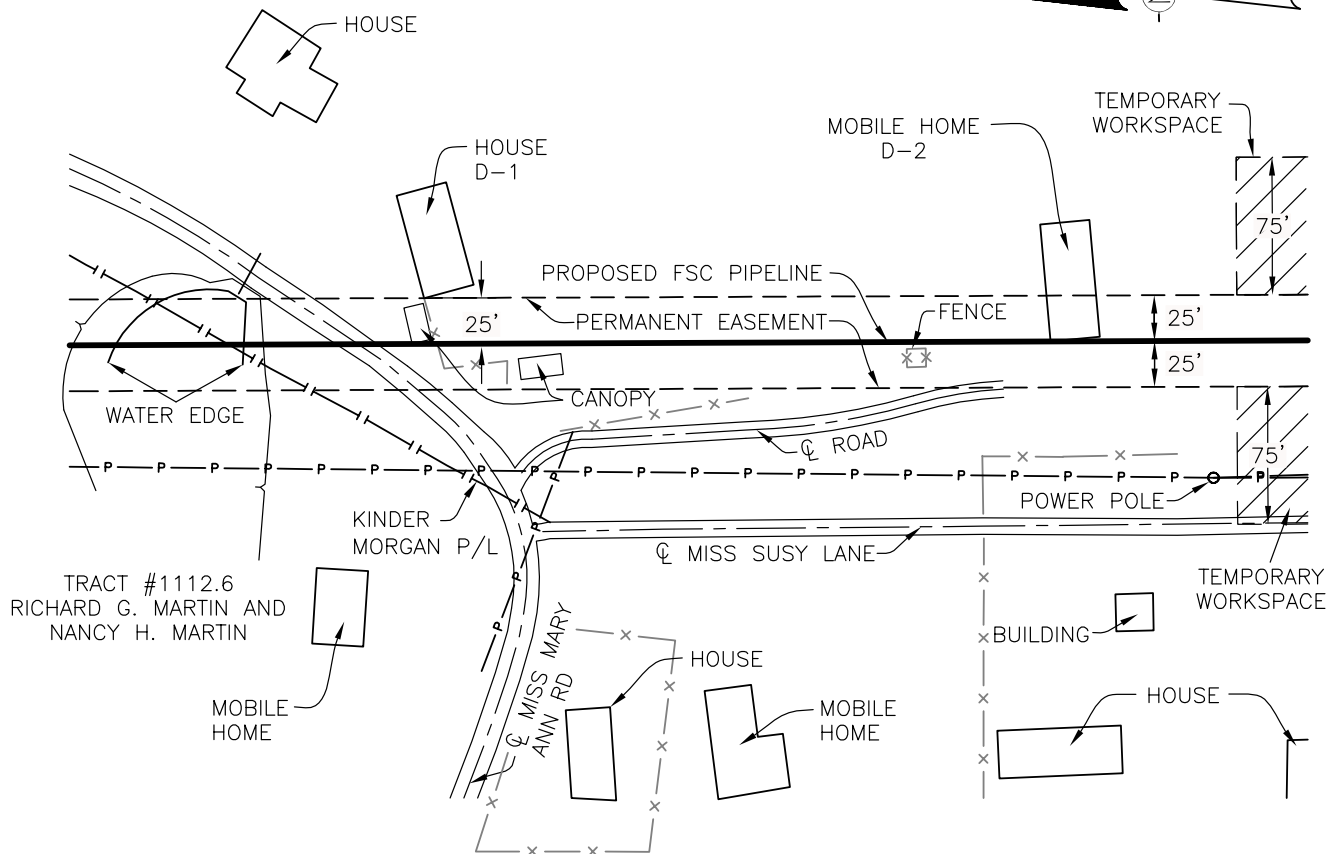 HOUSE
TEMPORARY
WORKSPACE
MOBILE HOME
D-2
HOUSE
D-1
75'
PROPOSED FSC PIPELINE
25'
PERMANENT EASEMENT
FENCE
25'
25'
CANOPY
WATER EDGE
℄ ROAD
75'
POWER POLE
KINDER
MORGAN P/L
℄ MISS SUSY LANE
TRACT #1112.6
RICHARD G. MARTIN AND
NANCY H. MARTIN
TEMPORARY
WORKSPACE
BUILDING
℄ MISS MARY
ANN RD
HOUSE
MOBILE
HOME
MOBILE
HOME
HOUSE
P P P P P P P P P P P P P P P P P P P P P P P
P
P
P
P